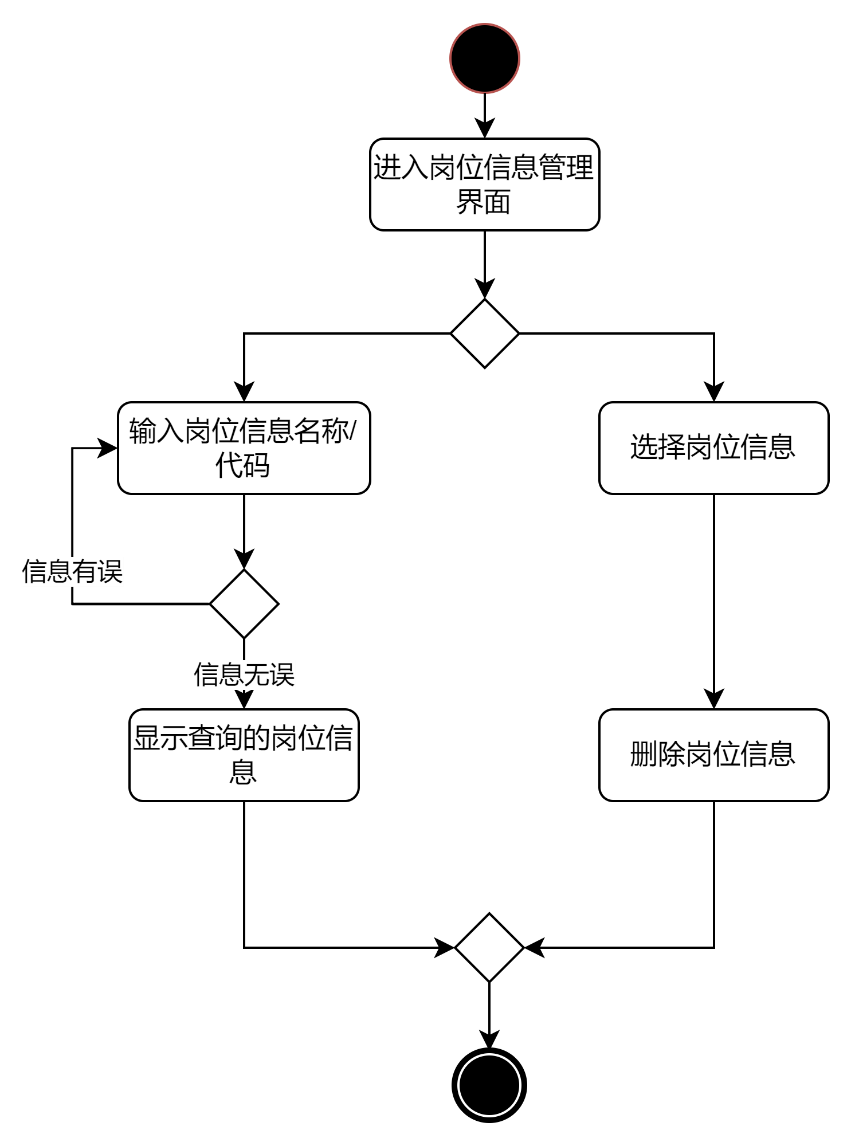 进入岗位信息管理
界面
输入岗位信息名称/
代码
选择岗位信息
信息有误
信息无误
显示查询的岗位信
息
删除岗位信息